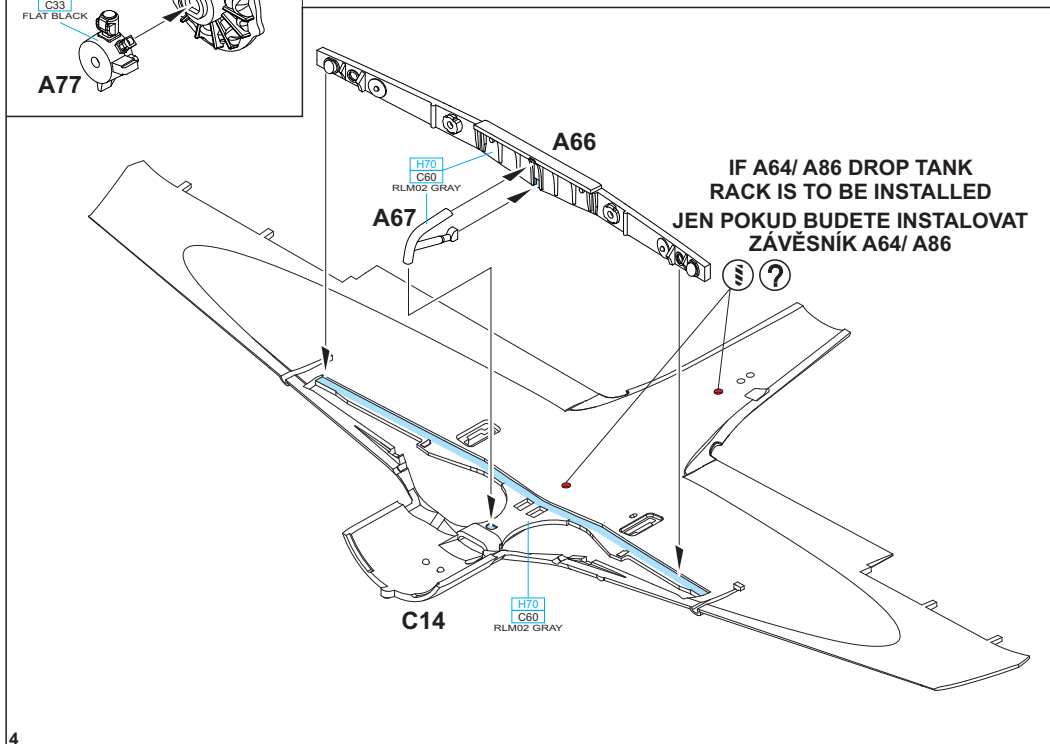 C33
FLAT BLACK
A77
A66
H70
C60
RLM02 GRAY
A67
IF A64/ A86 DROP TANK
RACK IS TO BE INSTALLED
JEN POKUD BUDETE INSTALOVAT
ZÁVĚSNÍK A64/ A86
?
C14
H70
C60
RLM02 GRAY
4